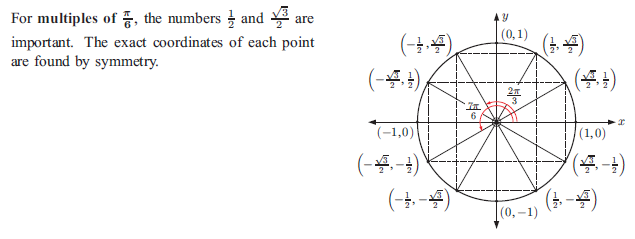 For multiples of π/6, the numbers 1/2 and √3/2 are
important. The exact coordinates of each point
are found by symmetry.
y
(0, 1)
(-1/2, √3/2)
(1/2, √3/2)
(-√3/2, 1/2)
(√3/2, 1/2)
2π/3
7π/6
x
(-1, 0)
(1, 0)
(-√3/2, -1/2)
(√3/2, -1/2)
(-1/2, -√3/2)
(1/2, -√3/2)
(0, -1)